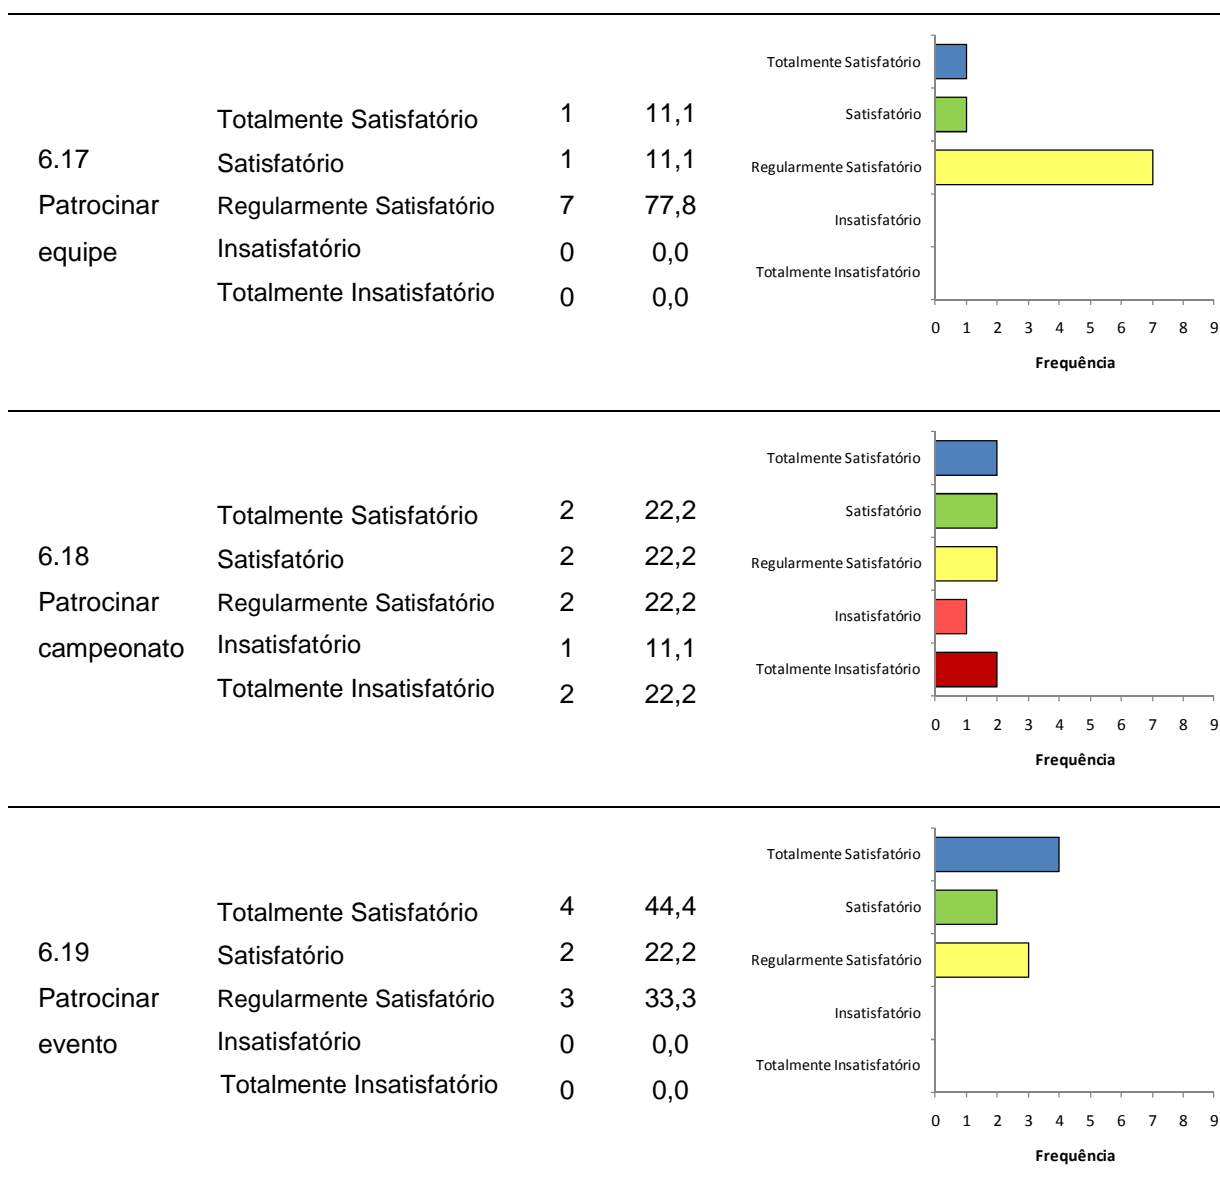 6.17
Patrocinar
equipe
Totalmente Satisfatório 1 11,1
Satisfatório 1 11,1
Regularmente Satisfatório 7 77,8
Insatisfatório 0 0,0
Totalmente Insatisfatório 0 0,0
Totalmente Satisfatório
Satisfatório
Regularmente Satisfatório
Insatisfatório
Totalmente Insatisfatório
0 1 2 3 4 5 6 7 8 9
Frequência
6.18
Patrocinar
campeonato
Totalmente Satisfatório 2 22,2
Satisfatório 2 22,2
Regularmente Satisfatório 2 22,2
Insatisfatório 1 11,1
Totalmente Insatisfatório 2 22,2
Totalmente Satisfatório
Satisfatório
Regularmente Satisfatório
Insatisfatório
Totalmente Insatisfatório
0 1 2 3 4 5 6 7 8 9
Frequência
6.19
Patrocinar
evento
Totalmente Satisfatório 4 44,4
Satisfatório 2 22,2
Regularmente Satisfatório 3 33,3
Insatisfatório 0 0,0
Totalmente Insatisfatório 0 0,0
Totalmente Satisfatório
Satisfatório
Regularmente Satisfatório
Insatisfatório
Totalmente Insatisfatório
0 1 2 3 4 5 6 7 8 9
Frequência